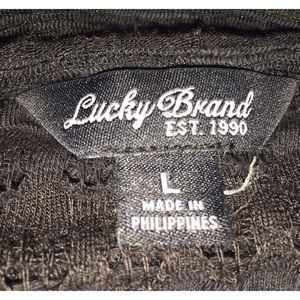 Lucky Brand
EST. 1990
L
MADE IN
PHILIPPINES